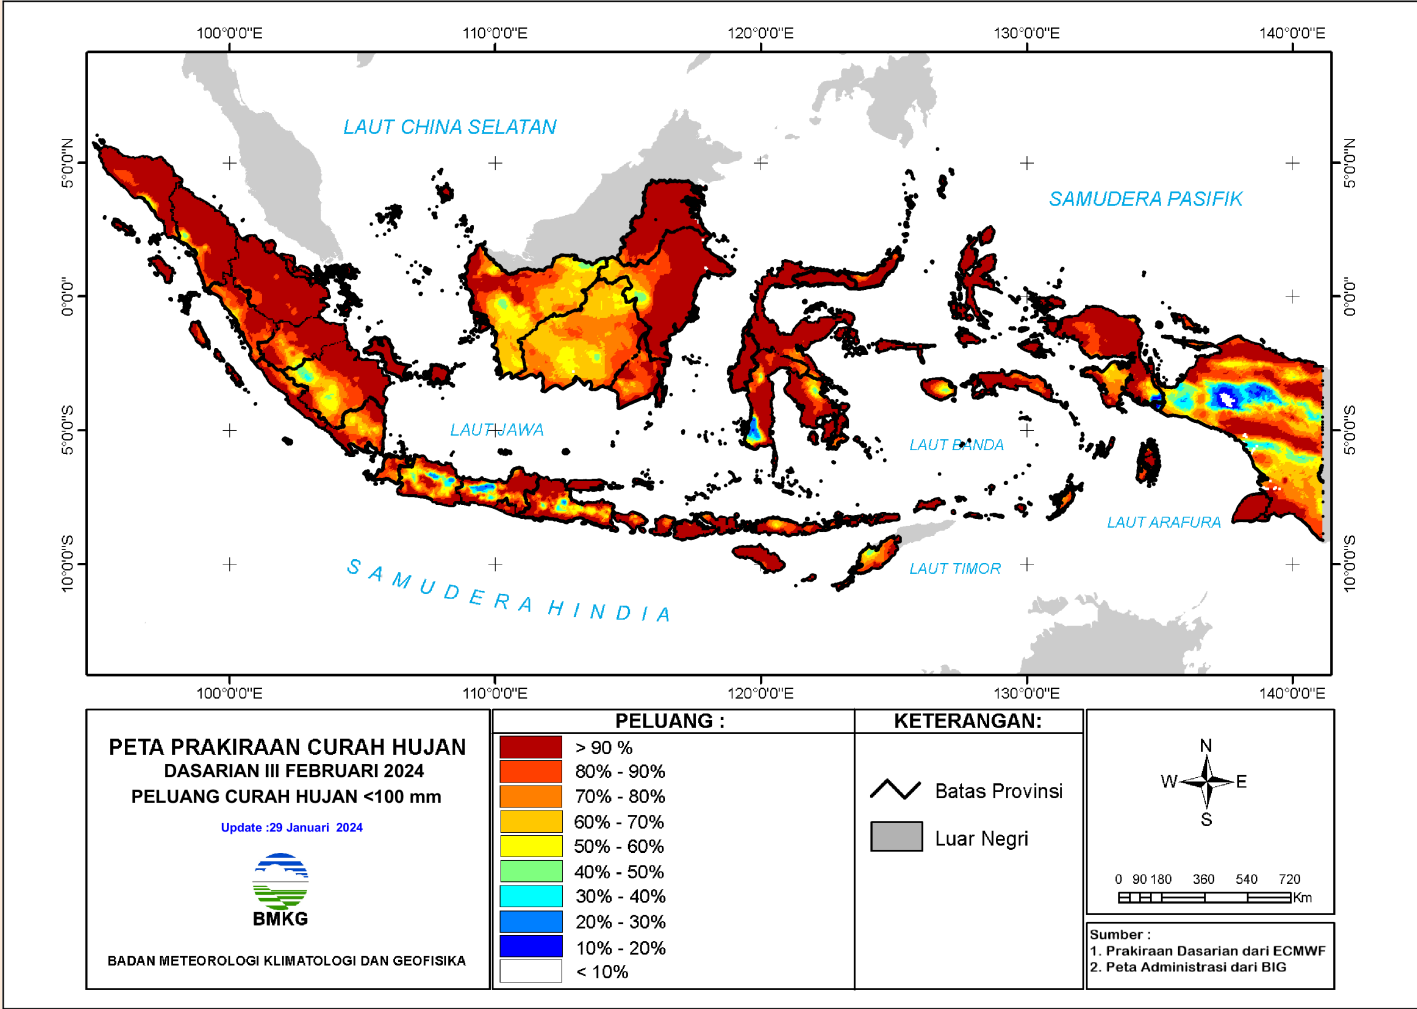 100°0'0"E 110°0'0"E 120°0'0"E 130°0'0"E 140°0'0"E
5°0'0"N
0°0'0"
5°0'0"S
10°0'0"S
5°0'0"N
0°0'0"
5°0'0"S
10°0'0"S
LAUT CHINA SELATAN
SAMUDERA PASIFIK
LAUT JAWA
LAUT BANDA
LAUT ARAFURA
LAUT TIMOR
SAMUDERA HINDIA
100°0'0"E 110°0'0"E 120°0'0"E 130°0'0"E 140°0'0"E
PETA PRAKIRAAN CURAH HUJAN
DASARIAN III FEBRUARI 2024
PELUANG CURAH HUJAN <100 mm
Update :29 Januari 2024
BMKG
BADAN METEOROLOGI KLIMATOLOGI DAN GEOFISIKA
PELUANG :
> 90 %
80% - 90%
70% - 80%
60% - 70%
50% - 60%
40% - 50%
30% - 40%
20% - 30%
10% - 20%
< 10%
KETERANGAN:
Batas Provinsi
Luar Negri
N
W E
S
0 90 180 360 540 720
Km
Sumber :
1. Prakiraan Dasarian dari ECMWF
2. Peta Administrasi dari BIG